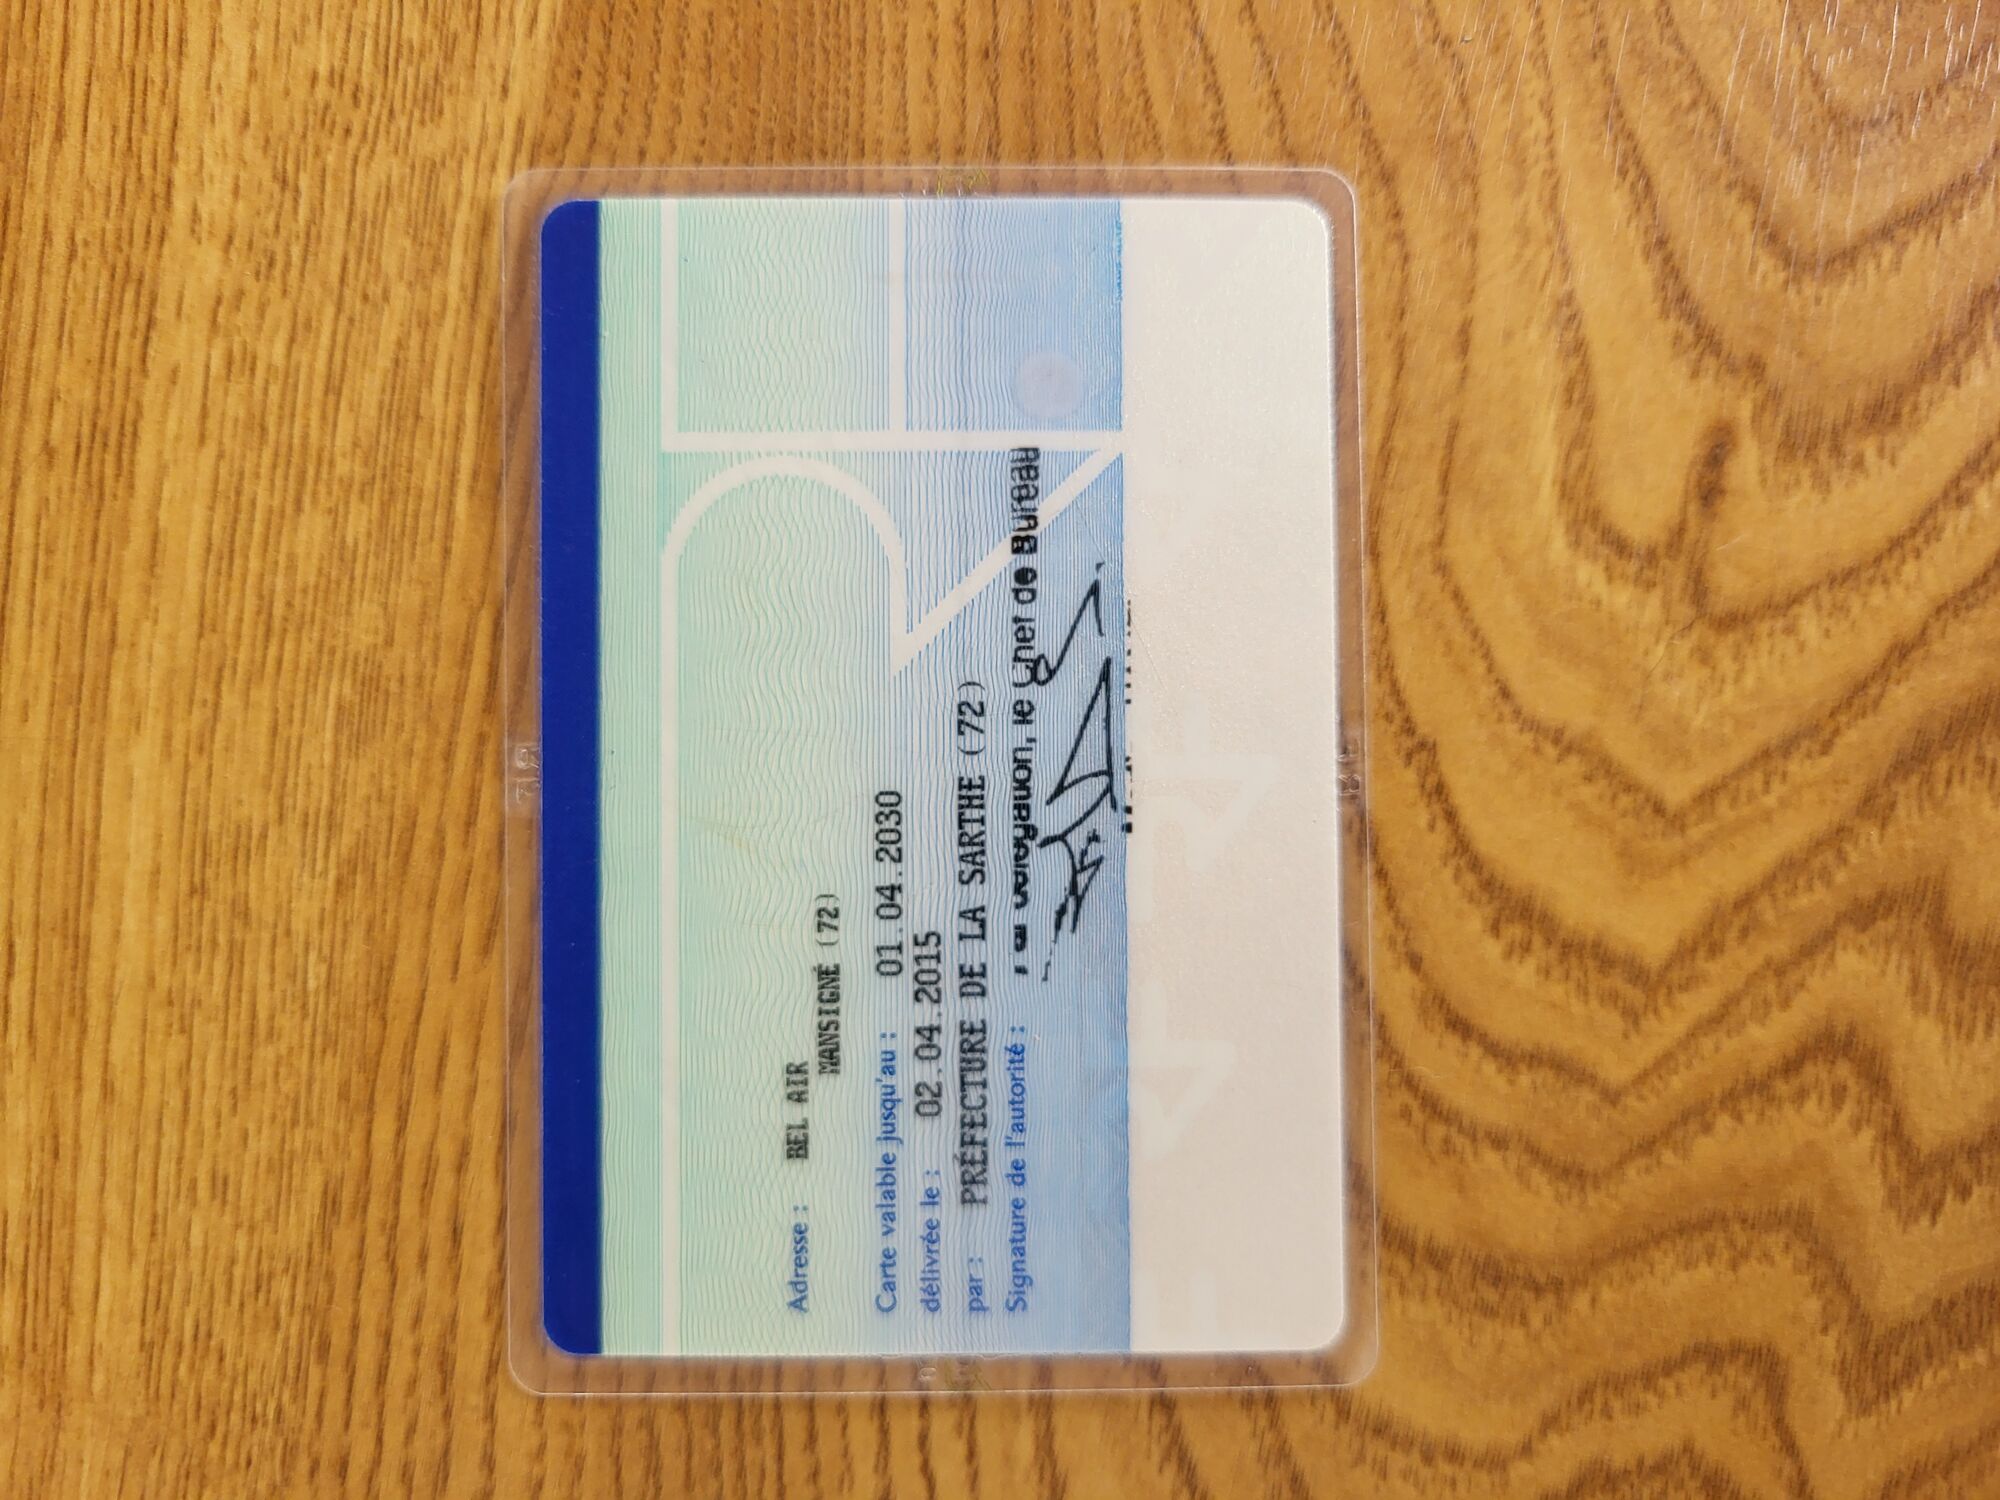 Adresse : BEL AIR
MANSIGNÉ (72)
Carte valable jusqu'au : 01.04.2030
délivrée le : 02.04.2015
par : PRÉFECTURE DE LA SARTHE (72)
Signature de l'autorité : le Chef de Bureau